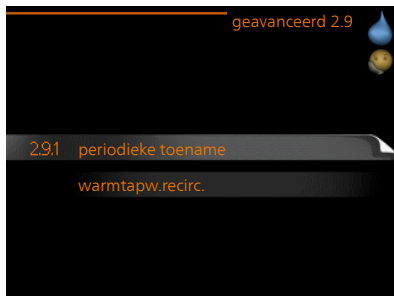 geavanceerd 2.9
2.9.1 periodieke toename
warmtapw.recirc.